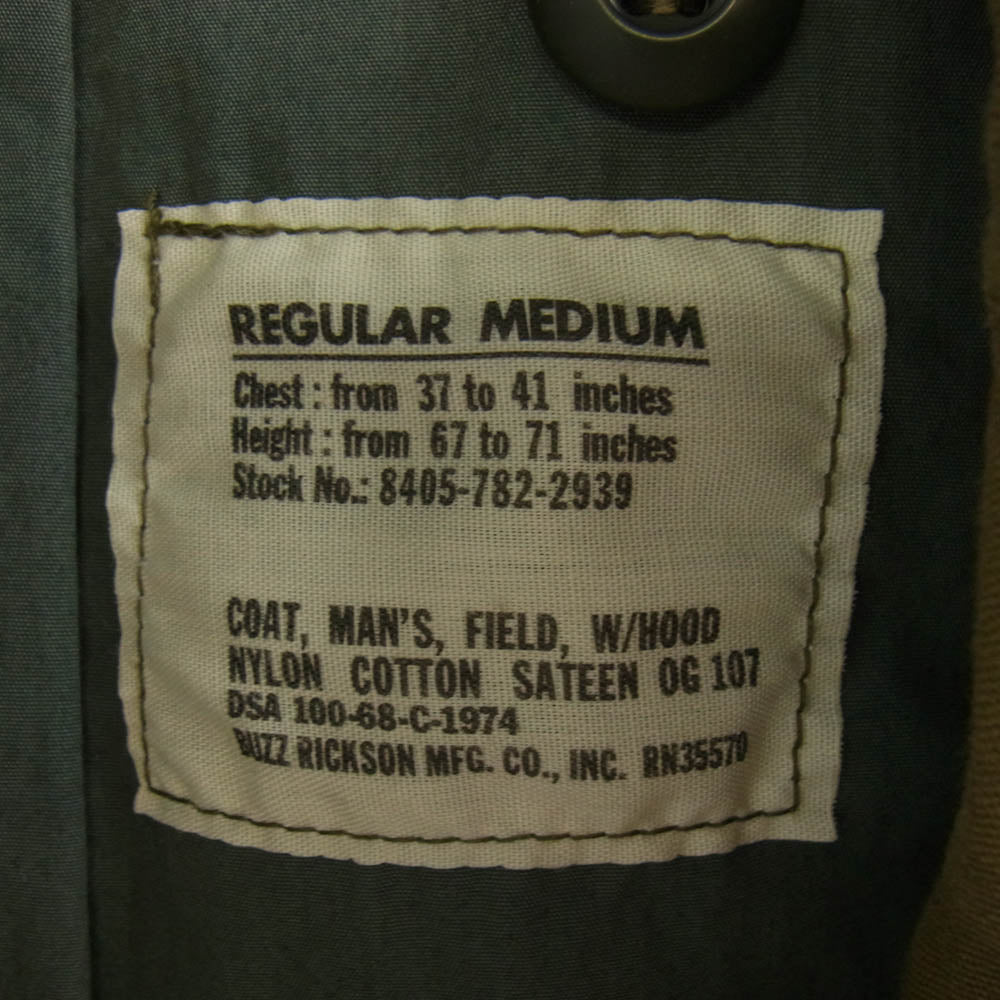 REGULAR MEDIUM
Chest : from 37 to 41 inches
Height : from 67 to 71 inches
Stock No.: 8405-782-2939
COAT, MAN'S, FIELD, W/HOOD
NYLON COTTON SATEEN OG 107
DSA 100-68-C-1974
BUZZ RICKSON MFG. CO., INC. RN35570